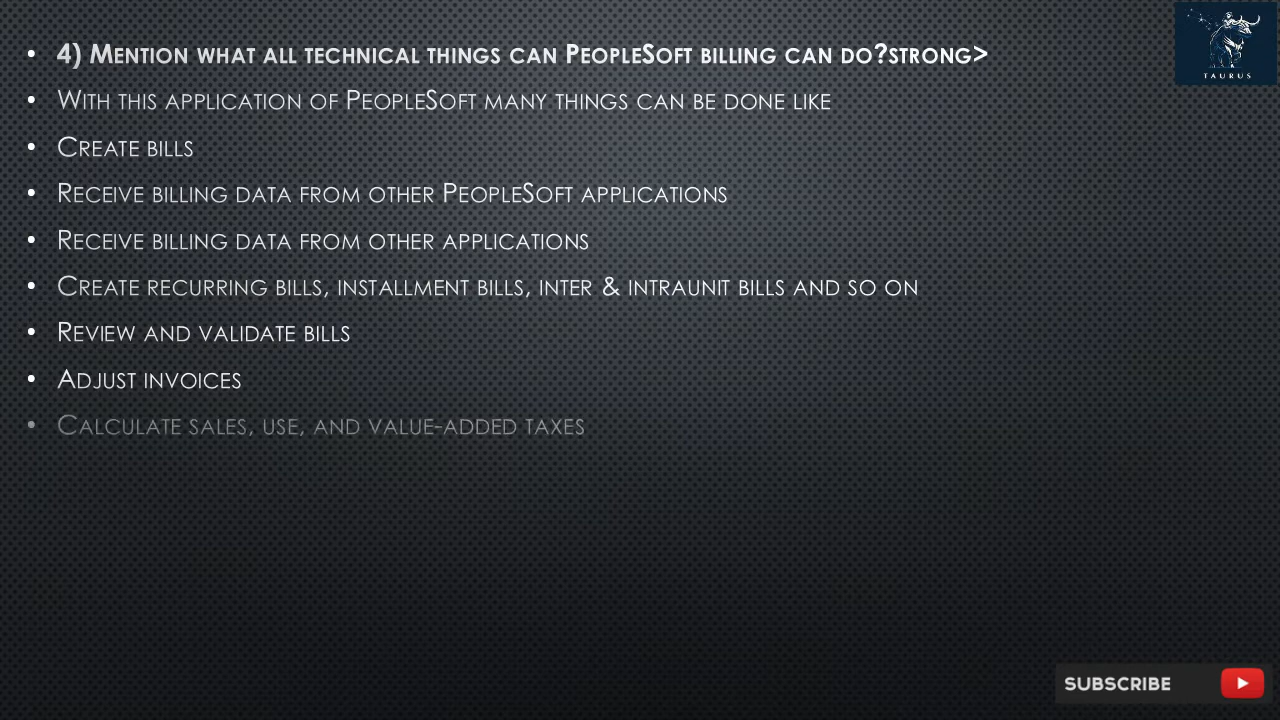 • 4) Mention what all technical things can PeopleSoft billing can do?strong>
• With this application of PeopleSoft many things can be done like
• Create bills
• Receive billing data from other PeopleSoft applications
• Receive billing data from other applications
• Create recurring bills, installment bills, inter & intraunit bills and so on
• Review and validate bills
• Adjust invoices
• Calculate sales, use, and value-added taxes
TAURUS
SUBSCRIBE